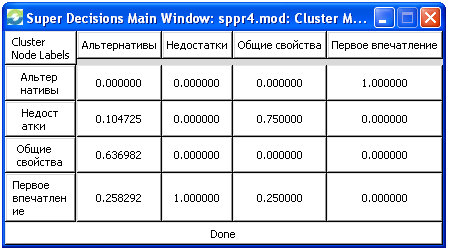 Super Decisions Main Window: sppr4.mod: Cluster M...
Cluster Node Labels Альтернативы Недостатки Общие свойства Первое впечатление
Альтер нативы 0.000000 0.000000 0.000000 1.000000
Недост атки 0.104725 0.000000 0.750000 0.000000
Общие свойства 0.636982 0.000000 0.000000 0.000000
Первое впечатлен ие 0.258292 1.000000 0.250000 0.000000
Done